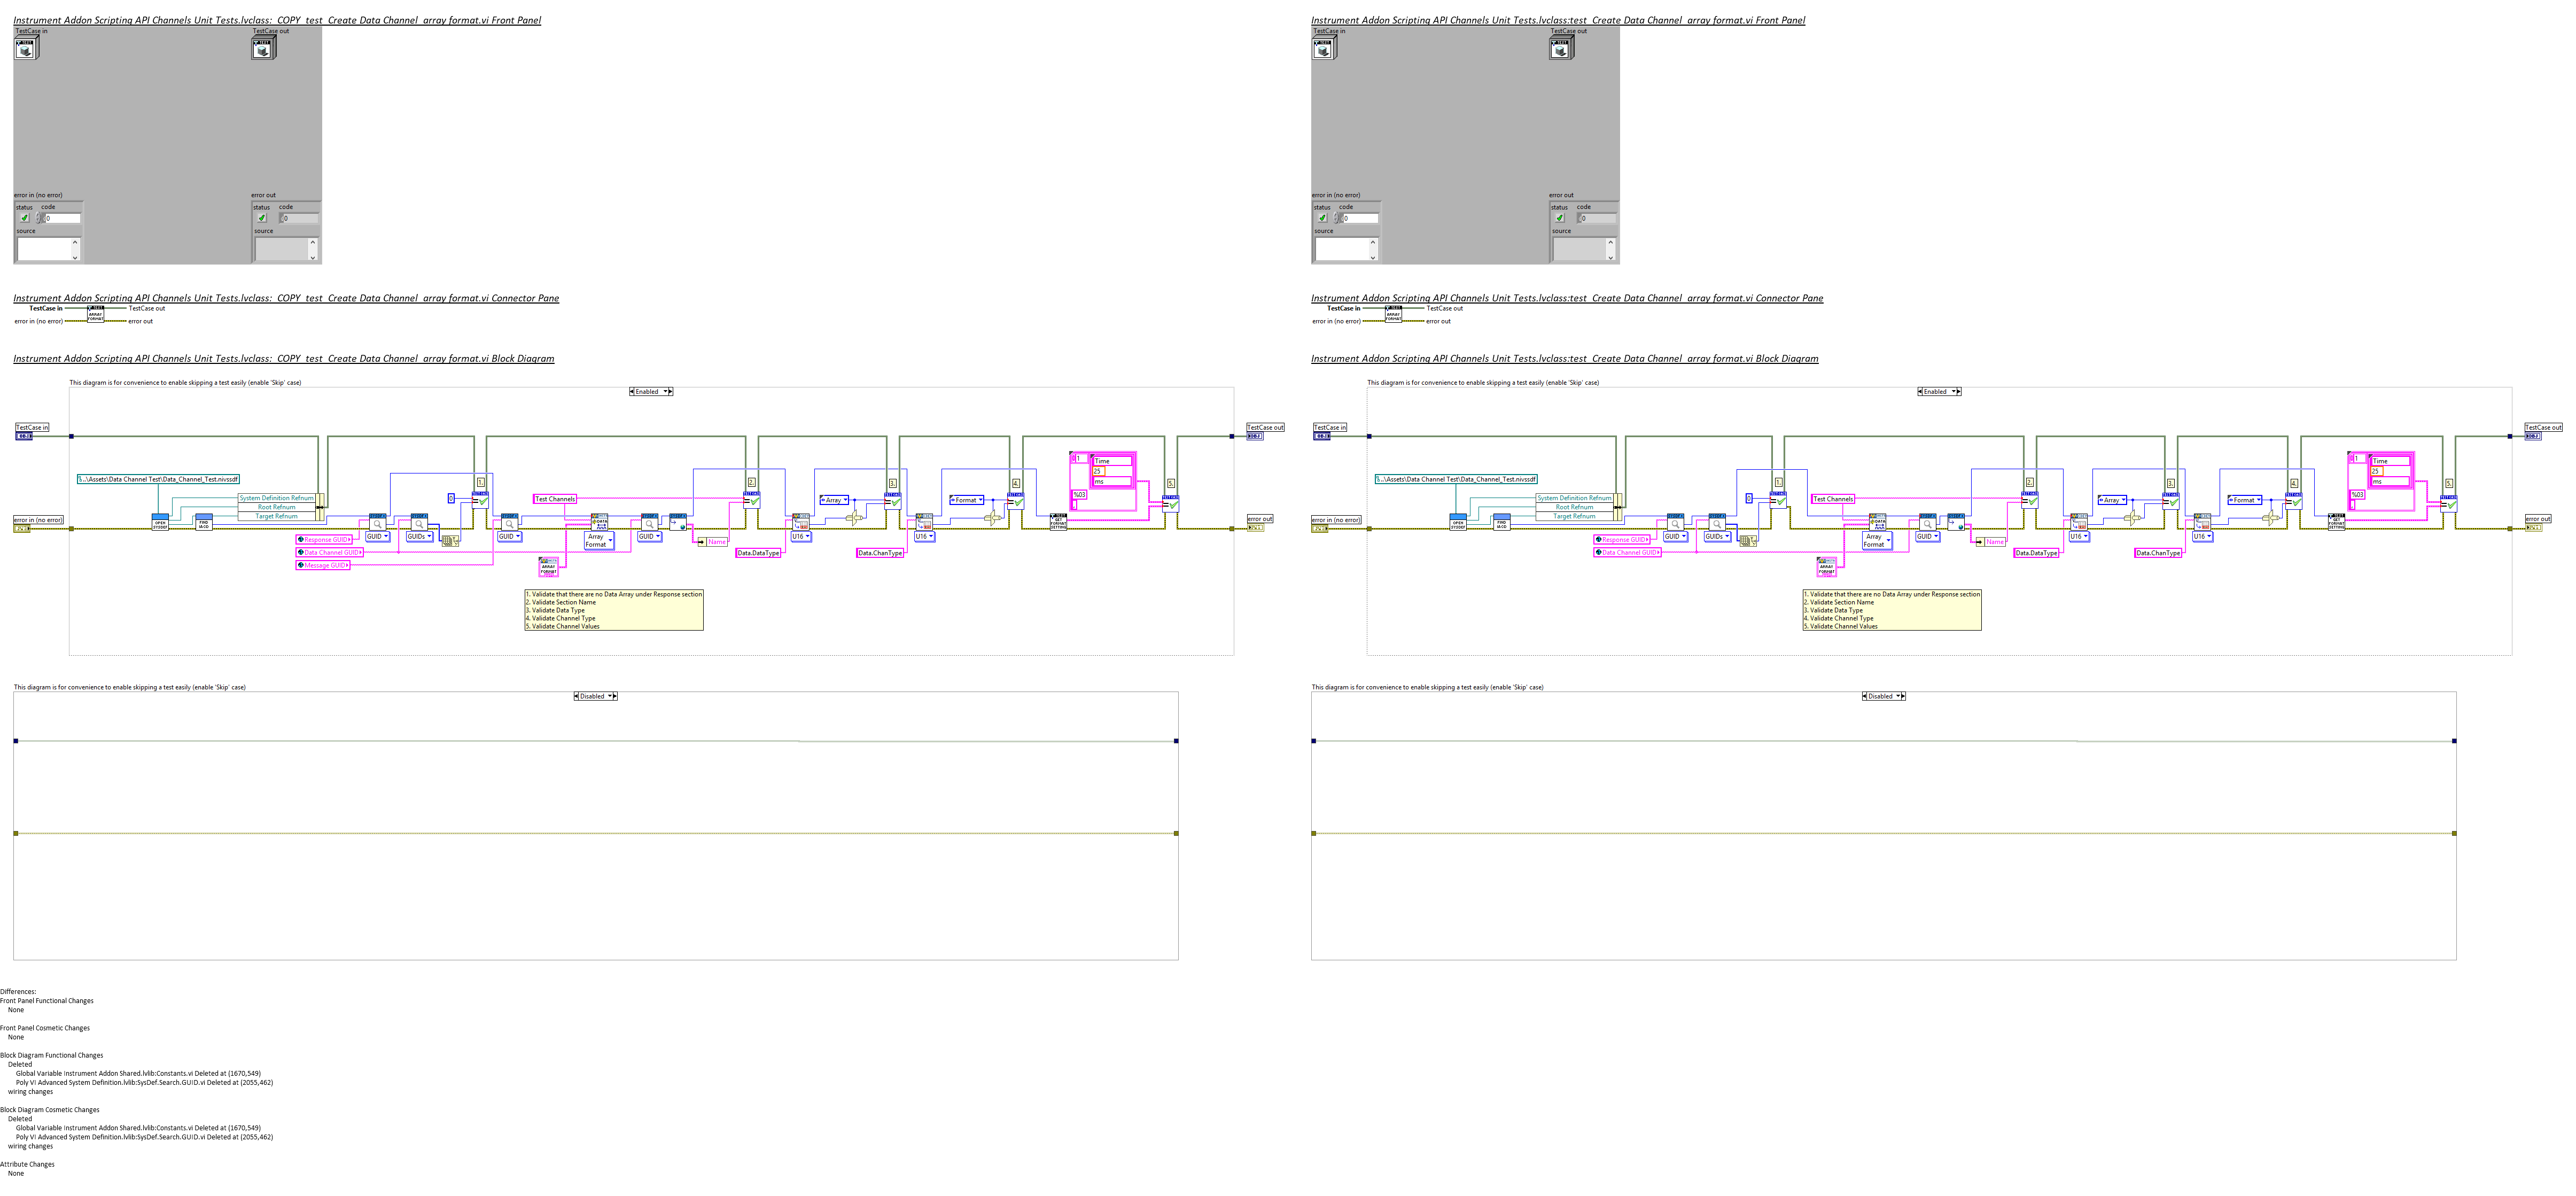 Instrument Addon Scripting API Channels Unit Tests.lvclass:_COPY_test_Create Data Channel_array format.vi Front Panel
TestCase in
TestCase out
error in (no error)
error out
status
code
0
status
code
0
source
source
Instrument Addon Scripting API Channels Unit Tests.lvclass:_COPY_test_Create Data Channel_array format.vi Connector Pane
TestCase in
TestCase out
ARRAY
FORMAT
error in (no error)
error out
Instrument Addon Scripting API Channels Unit Tests.lvclass:_COPY_test_Create Data Channel_array format.vi Block Diagram
This diagram is for convenience to enable skipping a test easily (enable 'Skip' case)
Enabled
TestCase in
TestCase out
..\Assets\Data Channel Test\Data_Channel_Test.nivssdf
System Definition Refnum
Root Refnum
Target Refnum
error in (no error)
error out
Response GUID
Data Channel GUID
Message GUID
GUID
GUIDs
0
1.
GUID
Test Channels
Array
Format
ARRAY
FORMAT
GUID
Name
2.
Data.DataType
U16
Array
3.
Data.ChanType
U16
Format
4.
1
Time
25
ms
%03
5.
1. Validate that there are no Data Array under Response section
2. Validate Section Name
3. Validate Data Type
4. Validate Channel Type
5. Validate Channel Values
This diagram is for convenience to enable skipping a test easily (enable 'Skip' case)
Disabled
Instrument Addon Scripting API Channels Unit Tests.lvclass:test_Create Data Channel_array format.vi Front Panel
TestCase in
TestCase out
error in (no error)
error out
status
code
0
status
code
0
source
source
Instrument Addon Scripting API Channels Unit Tests.lvclass:test_Create Data Channel_array format.vi Connector Pane
TestCase in
TestCase out
ARRAY
FORMAT
error in (no error)
error out
Instrument Addon Scripting API Channels Unit Tests.lvclass:test_Create Data Channel_array format.vi Block Diagram
This diagram is for convenience to enable skipping a test easily (enable 'Skip' case)
Enabled
TestCase in
TestCase out
..\Assets\Data Channel Test\Data_Channel_Test.nivssdf
System Definition Refnum
Root Refnum
Target Refnum
error in (no error)
error out
Response GUID
Data Channel GUID
GUID
GUIDs
0
1.
Test Channels
Array
Format
ARRAY
FORMAT
GUID
Name
2.
Data.DataType
U16
Array
3.
Data.ChanType
U16
Format
4.
1
Time
25
ms
%03
5.
1. Validate that there are no Data Array under Response section
2. Validate Section Name
3. Validate Data Type
4. Validate Channel Type
5. Validate Channel Values
This diagram is for convenience to enable skipping a test easily (enable 'Skip' case)
Disabled
Differences:
Front Panel Functional Changes
None
Front Panel Cosmetic Changes
None
Block Diagram Functional Changes
Deleted
Global Variable Instrument Addon Shared.lvlib:Constants.vi Deleted at (1670,549)
Poly VI Advanced System Definition.lvlib:SysDef.Search.GUID.vi Deleted at (2055,462)
wiring changes
Block Diagram Cosmetic Changes
Deleted
Global Variable Instrument Addon Shared.lvlib:Constants.vi Deleted at (1670,549)
Poly VI Advanced System Definition.lvlib:SysDef.Search.GUID.vi Deleted at (2055,462)
wiring changes
Attribute Changes
None